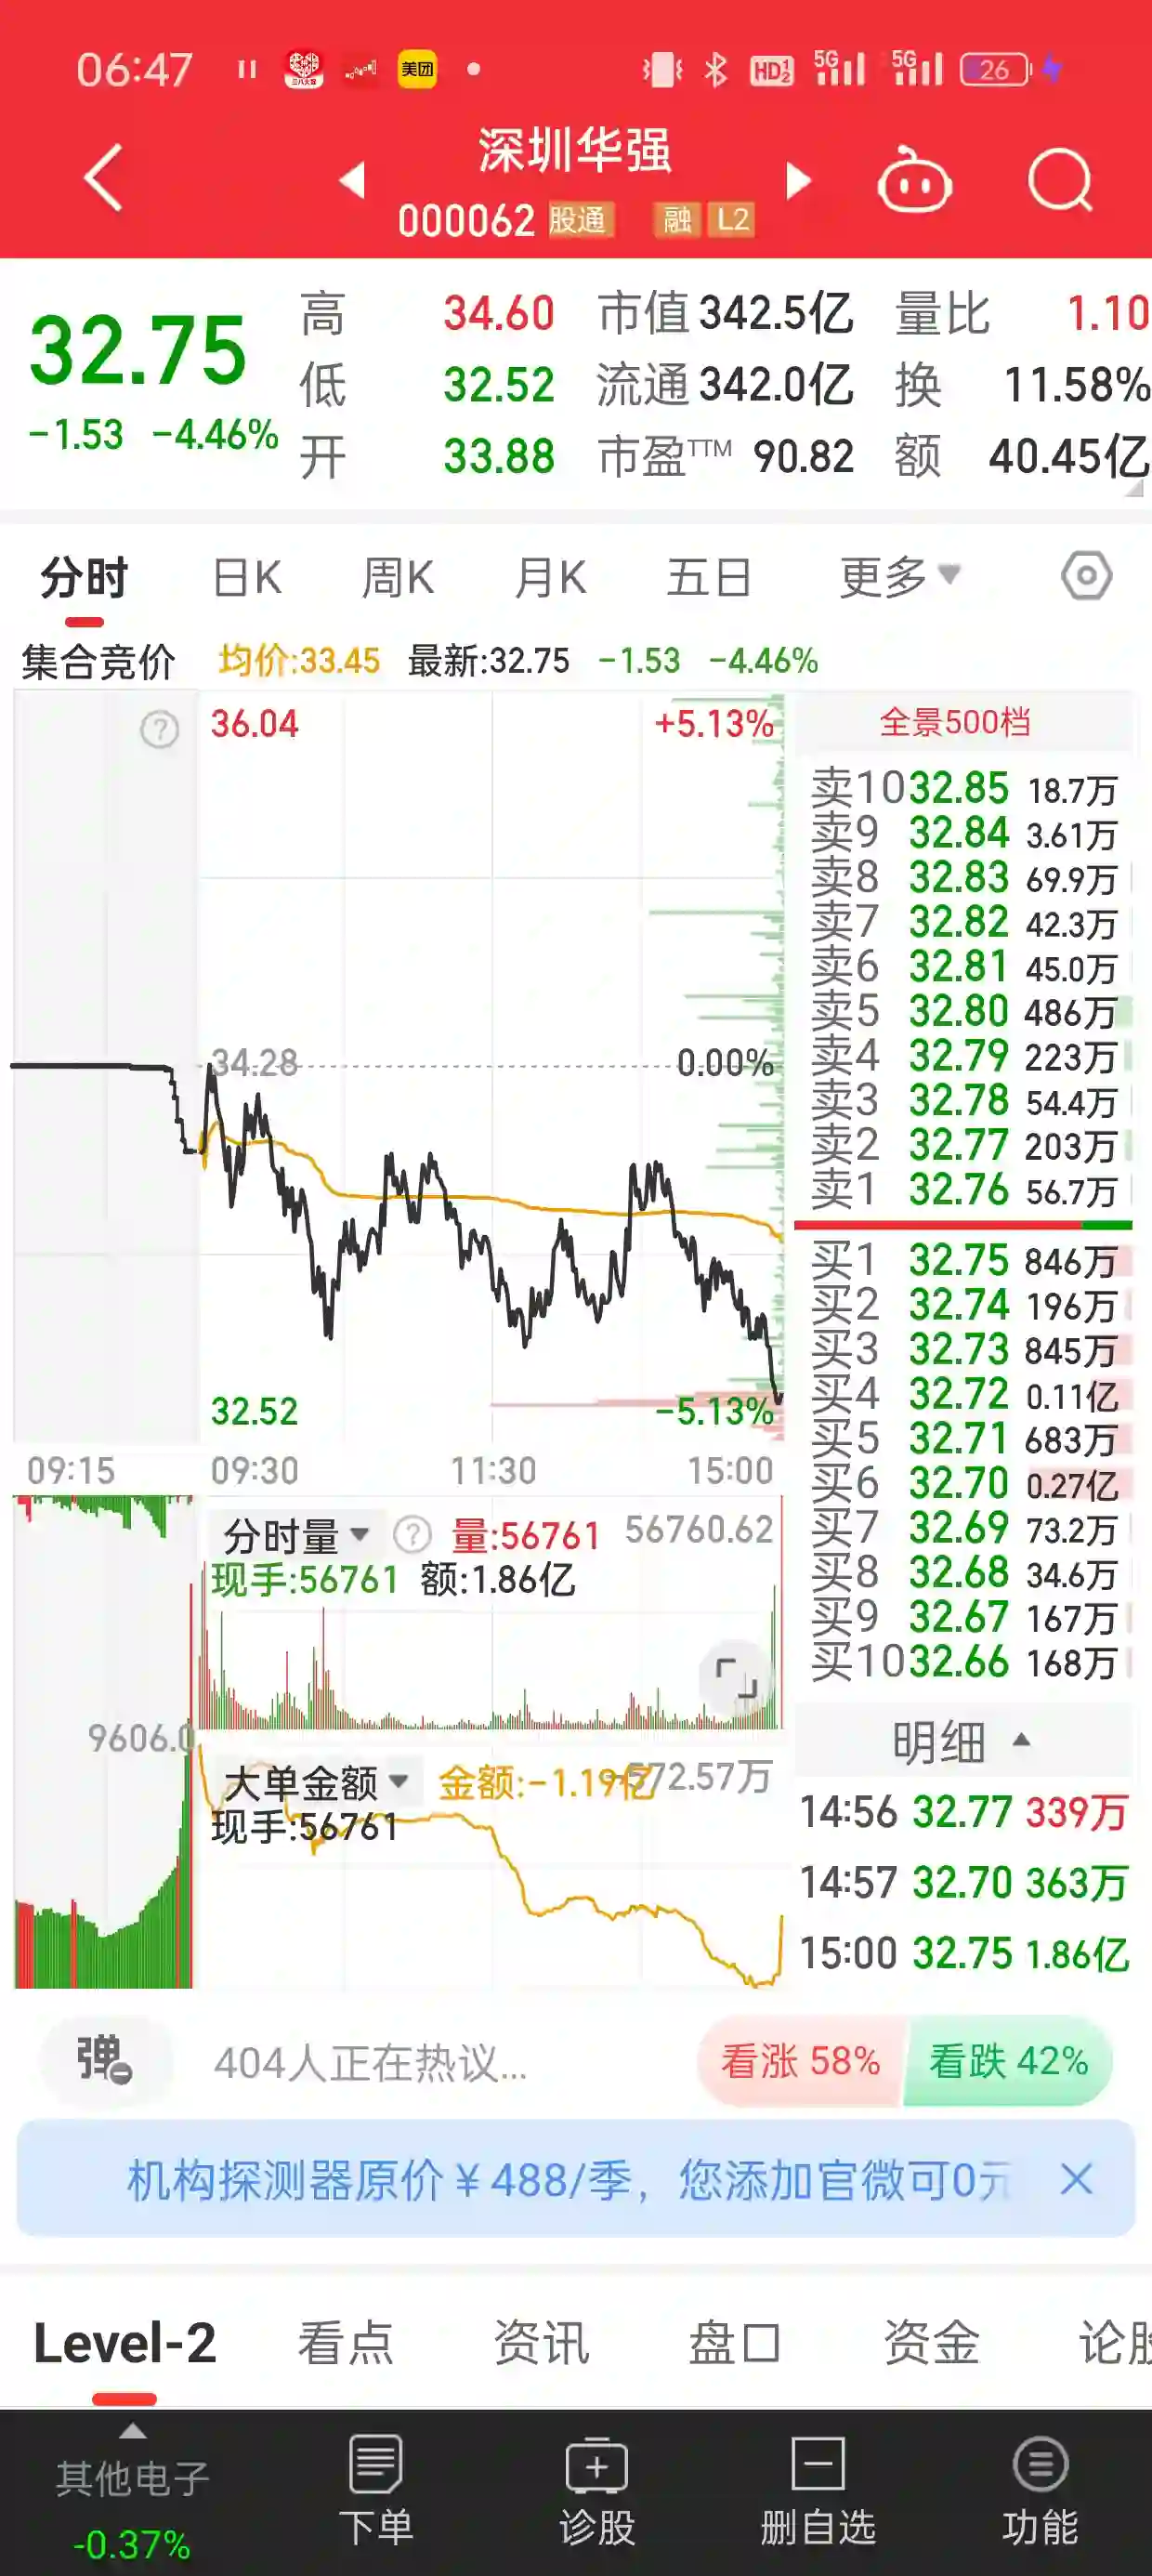 06:47 美团 HD 1 2 5G 5G 26
深圳华强
000062 股通 融 L2
32.75
-1.53 -4.46%
高 34.60 市值 342.5亿 量比 1.10
低 32.52 流通 342.0亿 换 11.58%
开 33.88 市盈TTM 90.82 额 40.45亿
分时 日K 周K 月K 五日 更多
集合竞价 均价:33.45 最新:32.75 -1.53 -4.46%
36.04 +5.13%
34.28 0.00%
32.52 -5.13%
09:15 09:30 11:30 15:00
全景500档
卖10 32.85 18.7万
卖9 32.84 3.61万
卖8 32.83 69.9万
卖7 32.82 42.3万
卖6 32.81 45.0万
卖5 32.80 486万
卖4 32.79 223万
卖3 32.78 54.4万
卖2 32.77 203万
卖1 32.76 56.7万
买1 32.75 846万
买2 32.74 196万
买3 32.73 845万
买4 32.72 0.11亿
买5 32.71 683万
买6 32.70 0.27亿
买7 32.69 73.2万
买8 32.68 34.6万
买9 32.67 167万
买10 32.66 168万
分时量 ? 量:56761 56760.62
现手:56761 额:1.86亿
9606.0
大单金额 金额:-1.19亿 572.57万
现手:56761
明细
14:56 32.77 339万
14:57 32.70 363万
15:00 32.75 1.86亿
弹 404人正在热议... 看涨 58% 看跌 42%
机构探测器原价¥488/季，您添加官微可0元
Level-2 看点 资讯 盘口 资金 论股
其他电子 下单 诊股 删自选 功能
-0.37%